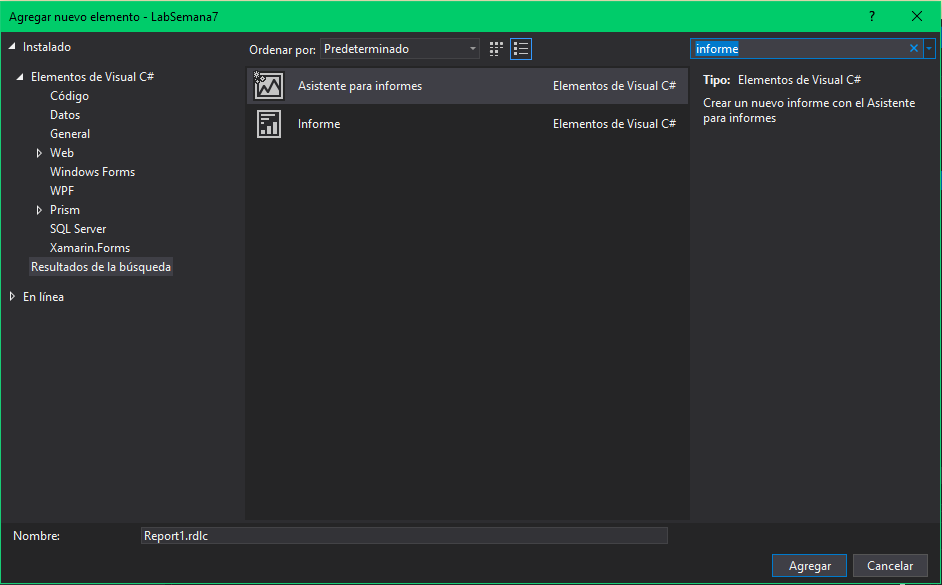 Agregar nuevo elemento - LabSemana7
?
Instalado
Elementos de Visual C#
Código
Datos
General
Web
Windows Forms
WPF
Prism
SQL Server
Xamarin.Forms
Resultados de la búsqueda
En línea
Ordenar por: Predeterminado
Asistente para informes Elementos de Visual C#
Informe Elementos de Visual C#
informe
Tipo: Elementos de Visual C#
Crear un nuevo informe con el Asistente
para informes
Nombre: Report1.rdlc
Agregar Cancelar